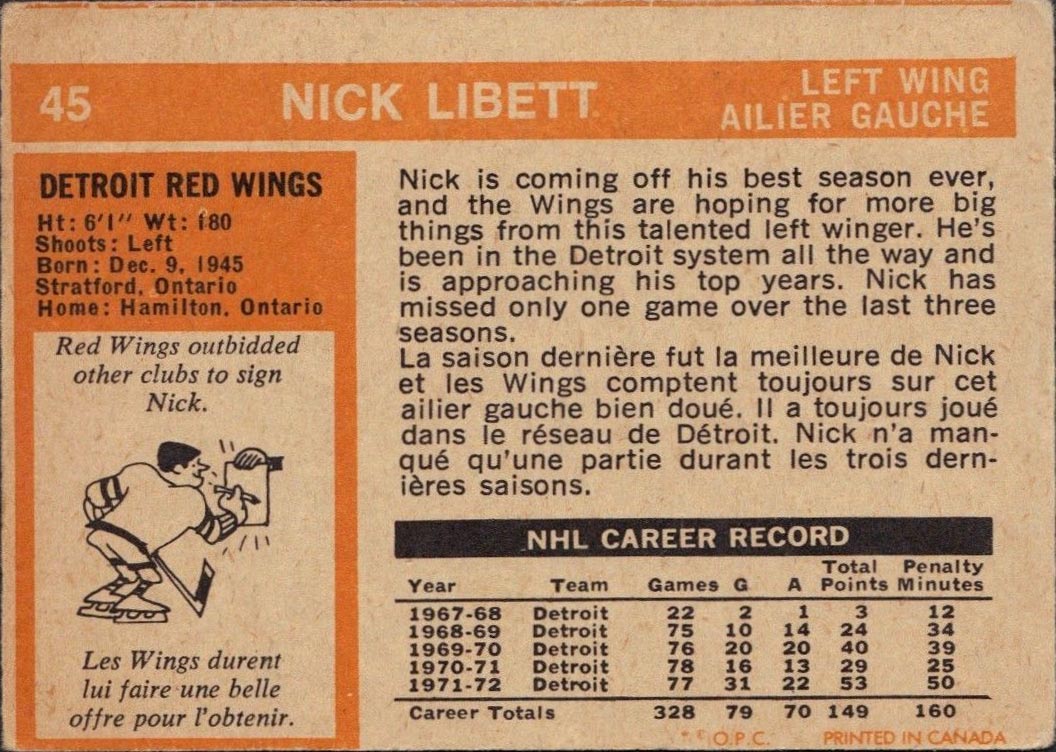 45 NICK LIBETT LEFT WING
AILIER GAUCHE
DETROIT RED WINGS
Ht: 6'1" Wt: 180
Shoots: Left
Born: Dec. 9, 1945
Stratford, Ontario
Home: Hamilton, Ontario
Red Wings outbidded
other clubs to sign
Nick.
Les Wings durent
lui faire une belle
offre pour l'obtenir.
Nick is coming off his best season ever,
and the Wings are hoping for more big
things from this talented left winger. He's
been in the Detroit system all the way and
is approaching his top years. Nick has
missed only one game over the last three
seasons.
La saison dernière fut la meilleure de Nick
et les Wings comptent toujours sur cet
ailier gauche bien doué. Il a toujours joué
dans le réseau de Détroit. Nick n'a man-
qué qu'une partie durant les trois dern-
ières saisons.
NHL CAREER RECORD
Year Team Games G A Total Points Penalty Minutes
1967-68 Detroit 22 2 1 3 12
1968-69 Detroit 75 10 14 24 34
1969-70 Detroit 76 20 20 40 39
1970-71 Detroit 78 16 13 29 25
1971-72 Detroit 77 31 22 53 50
Career Totals 328 79 70 149 160
O.P.C. PRINTED IN CANADA